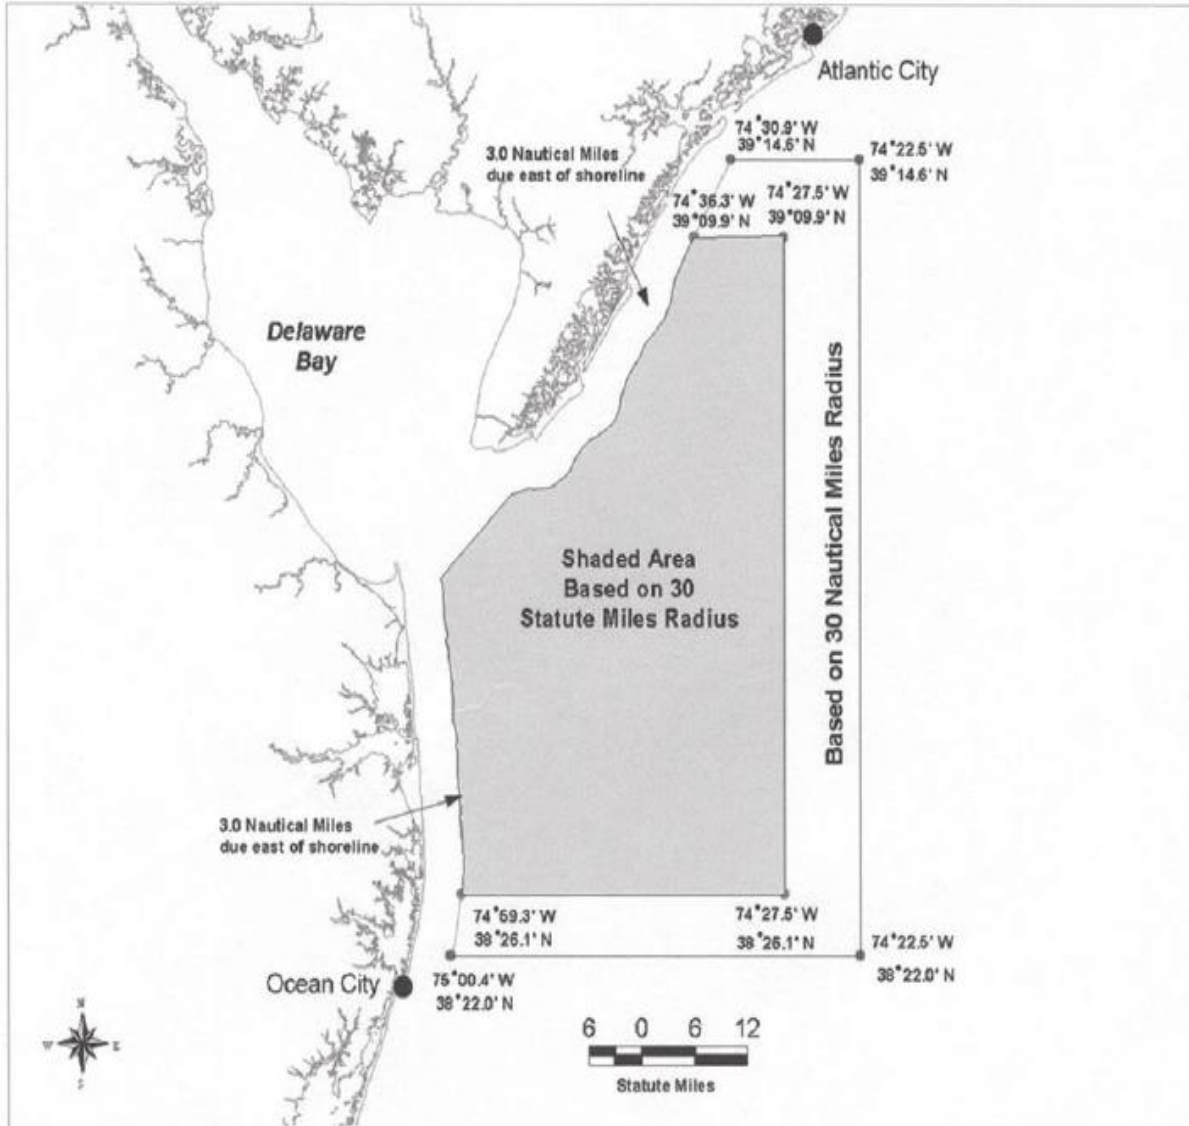 Atlantic City
74°30.9' W
39°14.6' N
74°22.5' W
39°14.6' N
3.0 Nautical Miles
due east of shoreline
74°36.3' W
39°09.9' N
74°27.5' W
39°09.9' N
Delaware
Bay
Based on 30 Nautical Miles Radius
Shaded Area
Based on 30
Statute Miles Radius
3.0 Nautical Miles
due east of shoreline
74°59.3' W
38°26.1' N
74°27.5' W
38°26.1' N
74°22.5' W
38°22.0' N
Ocean City
75°00.4' W
38°22.0' N
N
W
E
S
6 0 6 12
Statute Miles